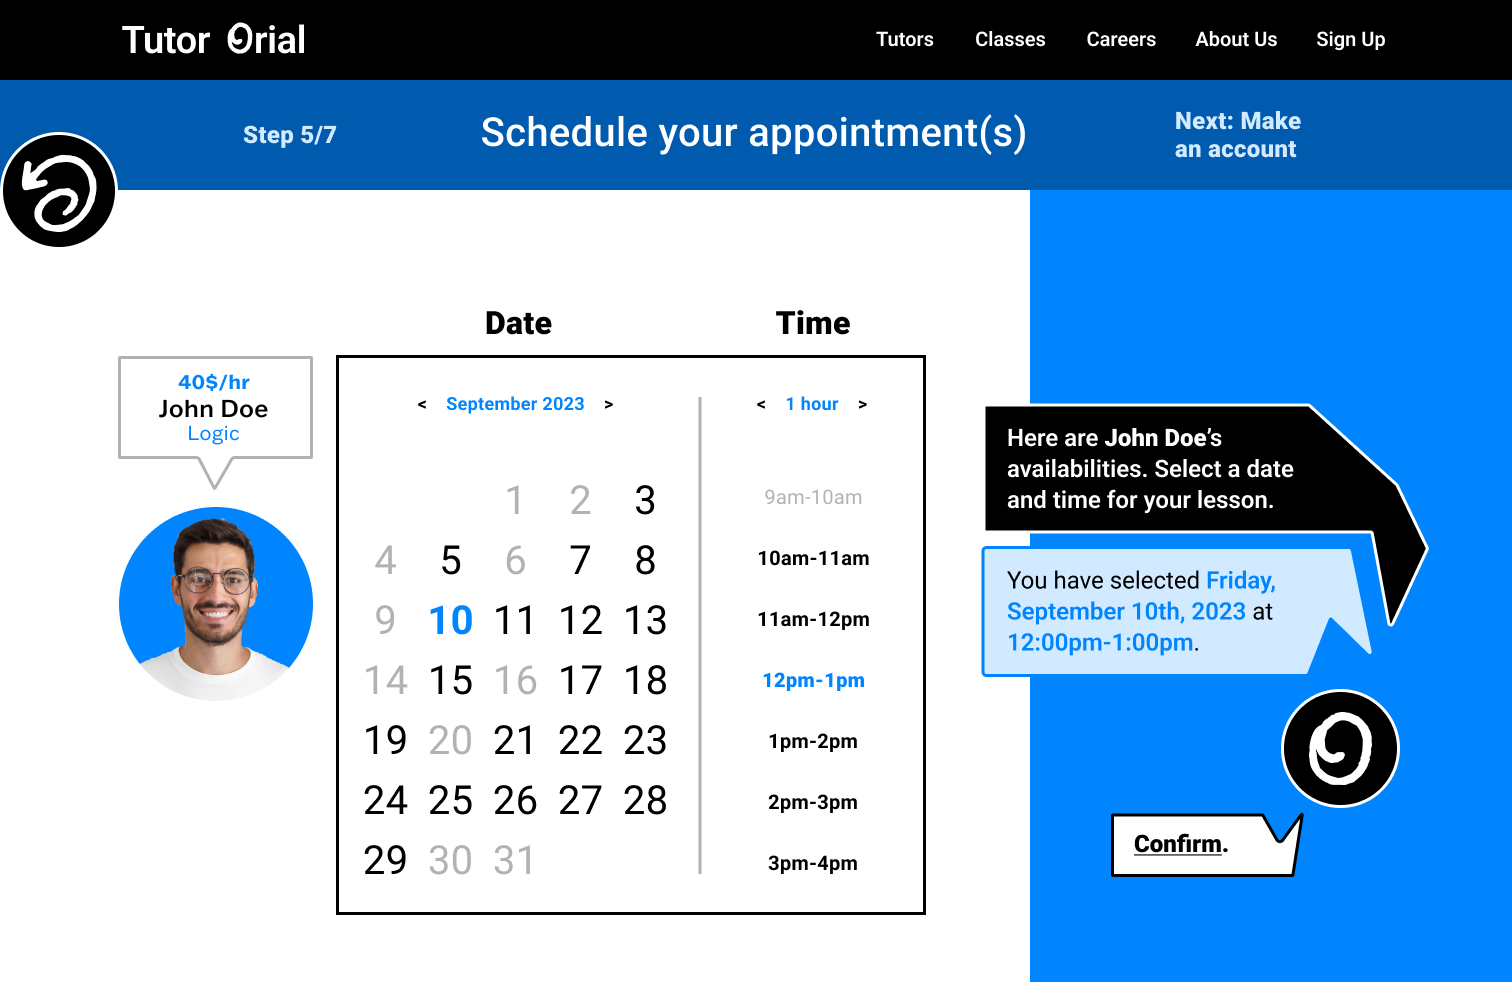 Tutor Orial
Tutors Classes Careers About Us Sign Up
Step 5/7
Schedule your appointment(s)
Next: Make
an account
Date
Time
40$/hr
John Doe
Logic
< September 2023 >
< 1 hour >
1 2 3
4 5 6 7 8
9 10 11 12 13
14 15 16 17 18
19 20 21 22 23
24 25 26 27 28
29 30 31
9am-10am
10am-11am
11am-12pm
12pm-1pm
1pm-2pm
2pm-3pm
3pm-4pm
Here are John Doe’s
availabilities. Select a date
and time for your lesson.
You have selected Friday,
September 10th, 2023 at
12:00pm-1:00pm.
Confirm.